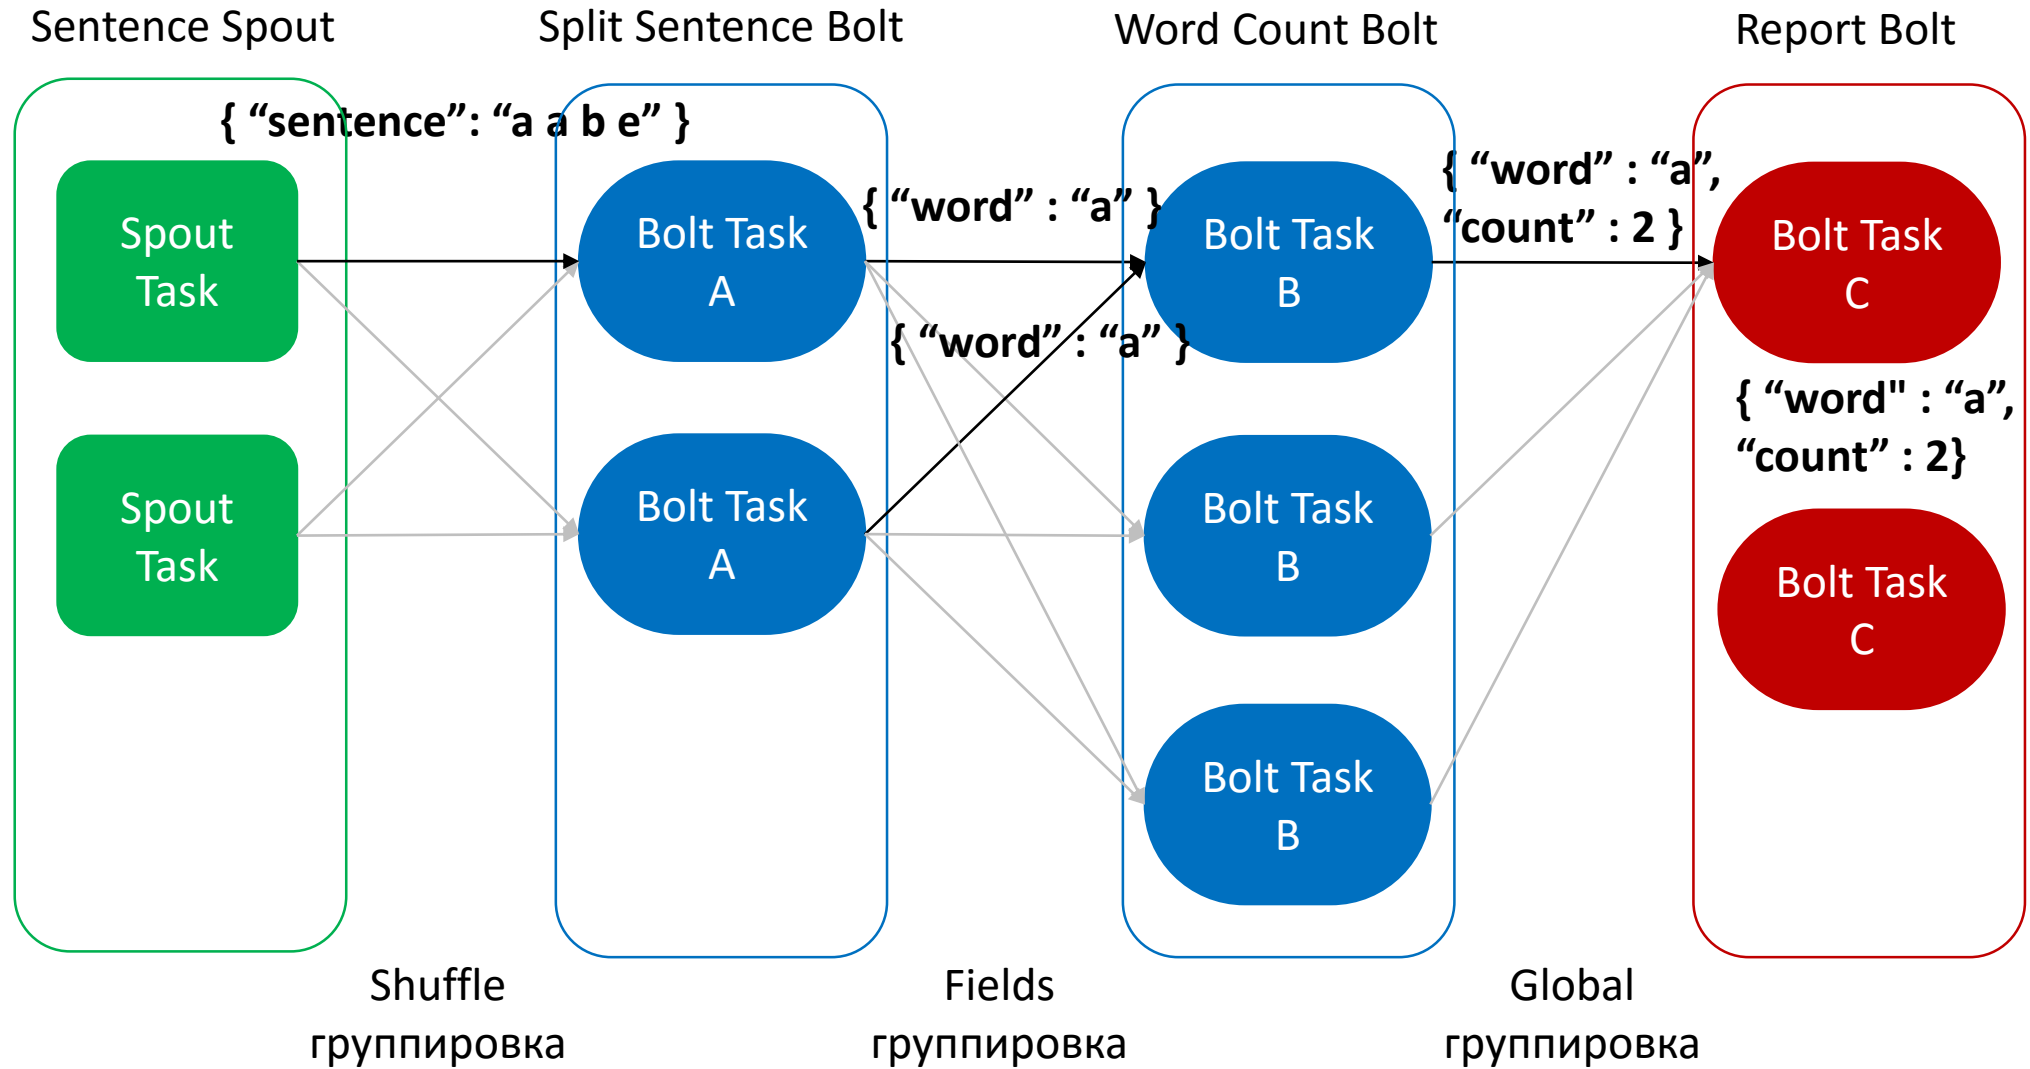 Sentence Spout
Split Sentence Bolt
Word Count Bolt
Report Bolt
{ “sentence”: “a a b e” }
Spout
Task
Spout
Task
Bolt Task
A
Bolt Task
A
{ “word” : “a” }
{ “word” : “a” }
Bolt Task
B
Bolt Task
B
Bolt Task
B
{ “word” : “a”,
“count” : 2 }
Bolt Task
C
{ “word" : “a”,
“count” : 2}
Bolt Task
C
Shuffle
группировка
Fields
группировка
Global
группировка